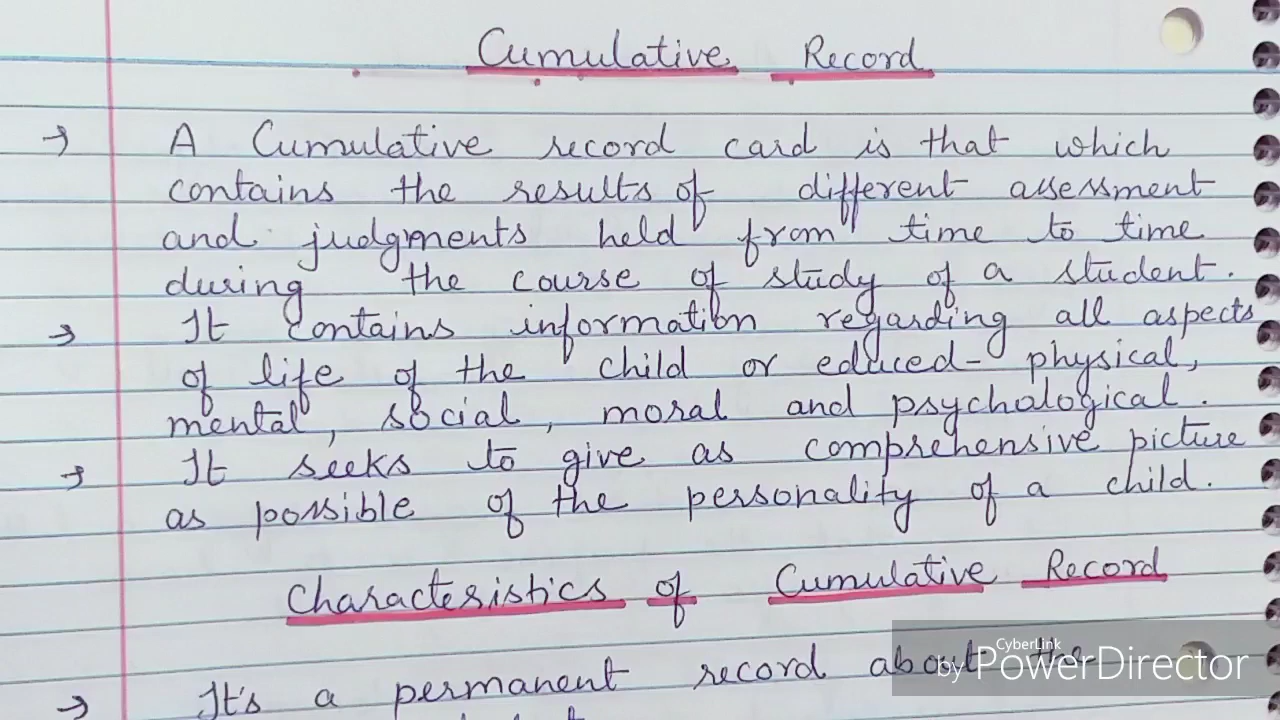 Cumulative Record
→ A Cumulative record card is that which
contains the results of different assessment
and judgments held from time to time
during the course of study of a student.
→ It contains information regarding all aspects
of life of the child or educed- physical,
mental, social, moral and psychological.
→ It seeks to give as comprehensive picture
as possible of the personality of a child.
Characteristics of Cumulative Record
→ It's a permanent record about the
CyberLink
by PowerDirector